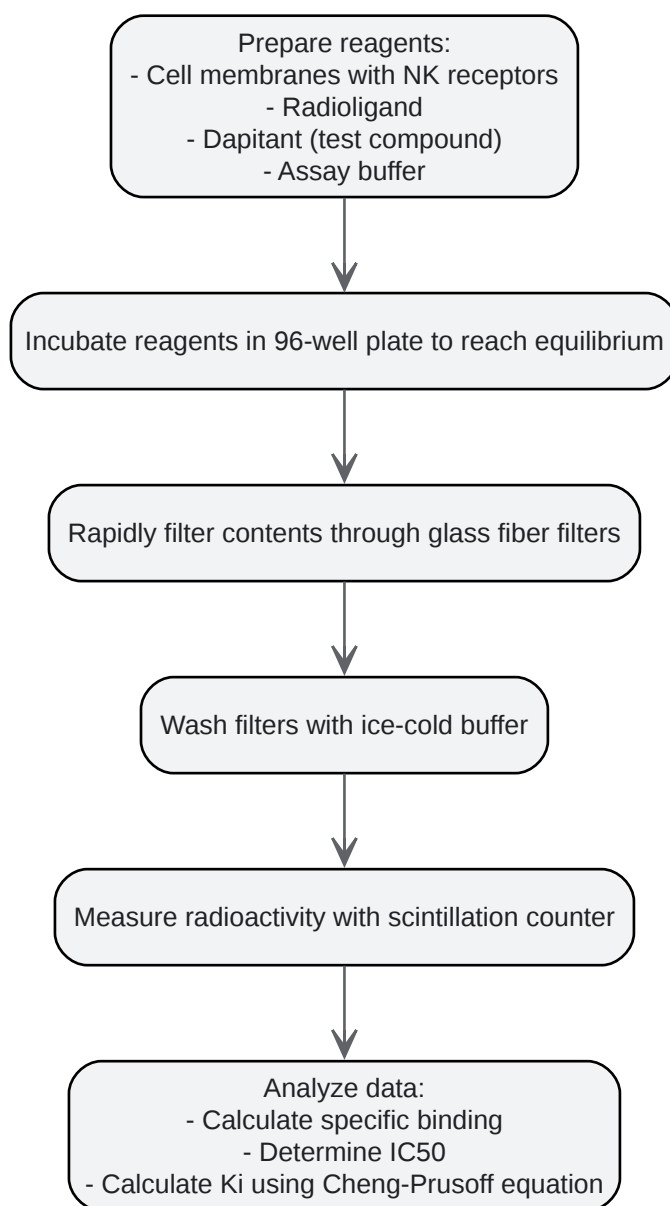 Prepare reagents:
- Cell membranes with NK receptors
- Radioligand
- Dapitant (test compound)
- Assay buffer
Incubate reagents in 96-well plate to reach equilibrium
Rapidly filter contents through glass fiber filters
Wash filters with ice-cold buffer
Measure radioactivity with scintillation counter
Analyze data:
- Calculate specific binding
- Determine IC50
- Calculate Ki using Cheng-Prusoff equation